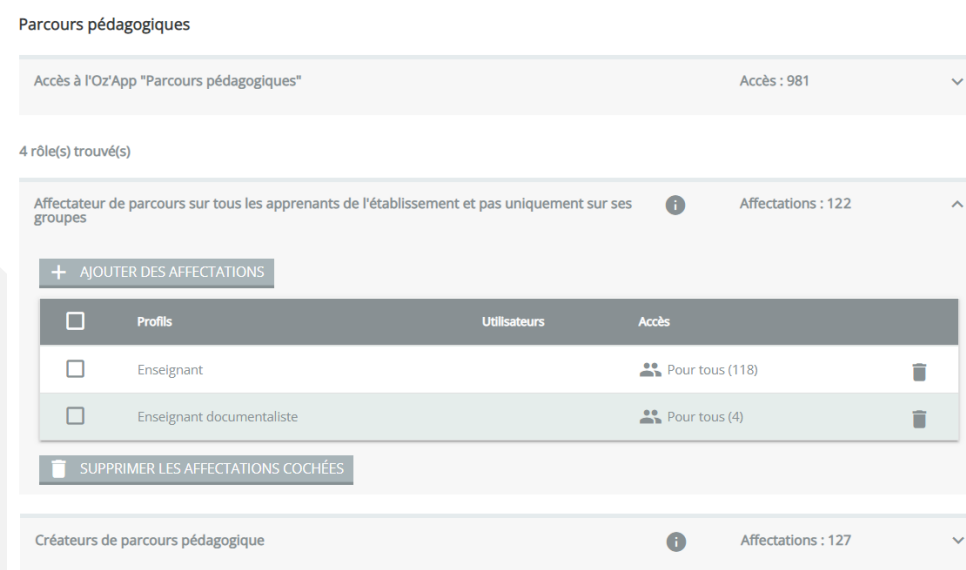 Parcours pédagogiques
Accès à l'Oz'App "Parcours pédagogiques"
Accès : 981
4 rôle(s) trouvé(s)
Affectateur de parcours sur tous les apprenants de l'établissement et pas uniquement sur ses
groupes
Affectations : 122
AJOUTER DES AFFECTATIONS
Profils
Utilisateurs
Accès
Enseignant
Pour tous (118)
Enseignant documentaliste
Pour tous (4)
SUPPRIMER LES AFFECTATIONS COCHÉES
Créateurs de parcours pédagogique
Affectations : 127